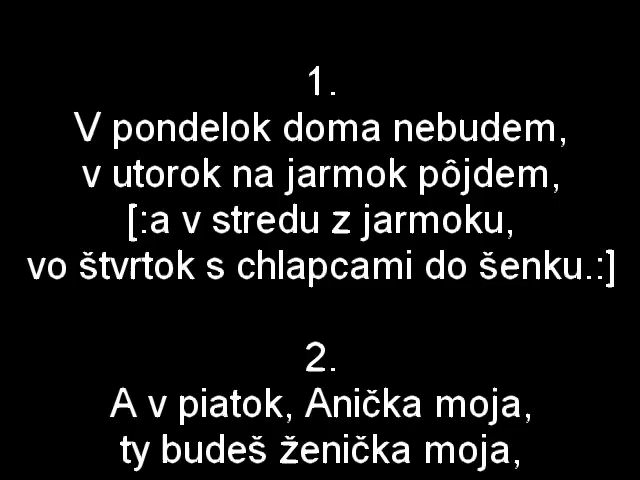 1.
V pondelok doma nebudem,
v utorok na jarmok pôjdem,
[:a v stredu z jarmoku,
vo štvrtok s chlapcami do šenku.:]
2.
A v piatok, Anička moja,
ty budeš ženička moja,